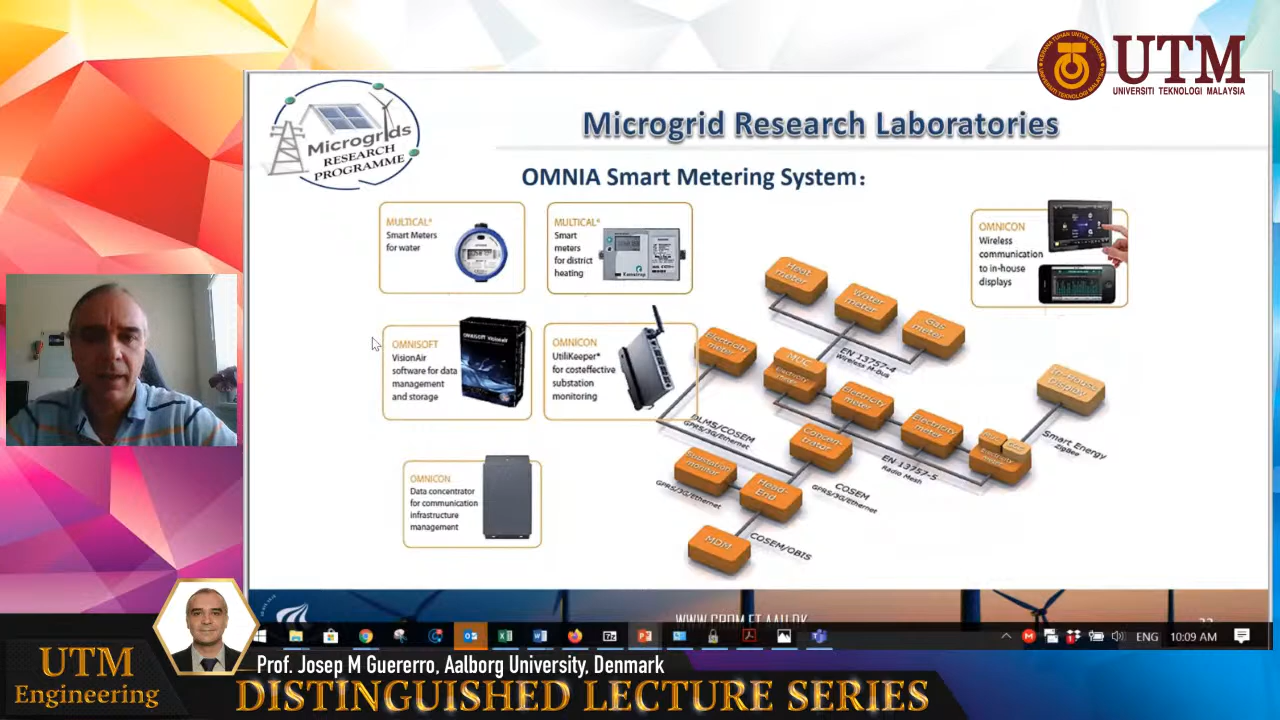 UTM
UNIVERSITI TEKNOLOGI MALAYSIA
Microgrids
RESEARCH
PROGRAMME
Microgrid Research Laboratories
OMNIA Smart Metering System:
MULTICAL®
Smart Meters
for water
MULTICAL®
Smart
meters
for district
heating
OMNICON
Wireless
communication
to in-house
displays
OMNISOFT
VisionAir
software for data
management
and storage
OMNICON
UtiliKeeper®
for costeffective
substation
monitoring
OMNICON
Data concentrator
for communication
infrastructure
management
Heat
meter
Water
meter
Gas
meter
EN 13757-4
Wireless M-Bus
Electricity
meter
MUC
Electricity
meter
Electricity
meter
Electricity
meter
In-House
Display
Smart Energy
ZigBee
DLMS/COSEM
GPRS/3G/Ethernet
Concen-
trator
EN 13757-5
Radio Mesh
Substation
monitor
GPRS/3G/Ethernet
Head-
End
COSEM
GPRS/3G/Ethernet
MDM
COSEM/OBIS
ENG
10:09 AM
UTM
Engineering
Prof. Josep M Guererro, Aalborg University, Denmark
DISTINGUISHED LECTURE SERIES